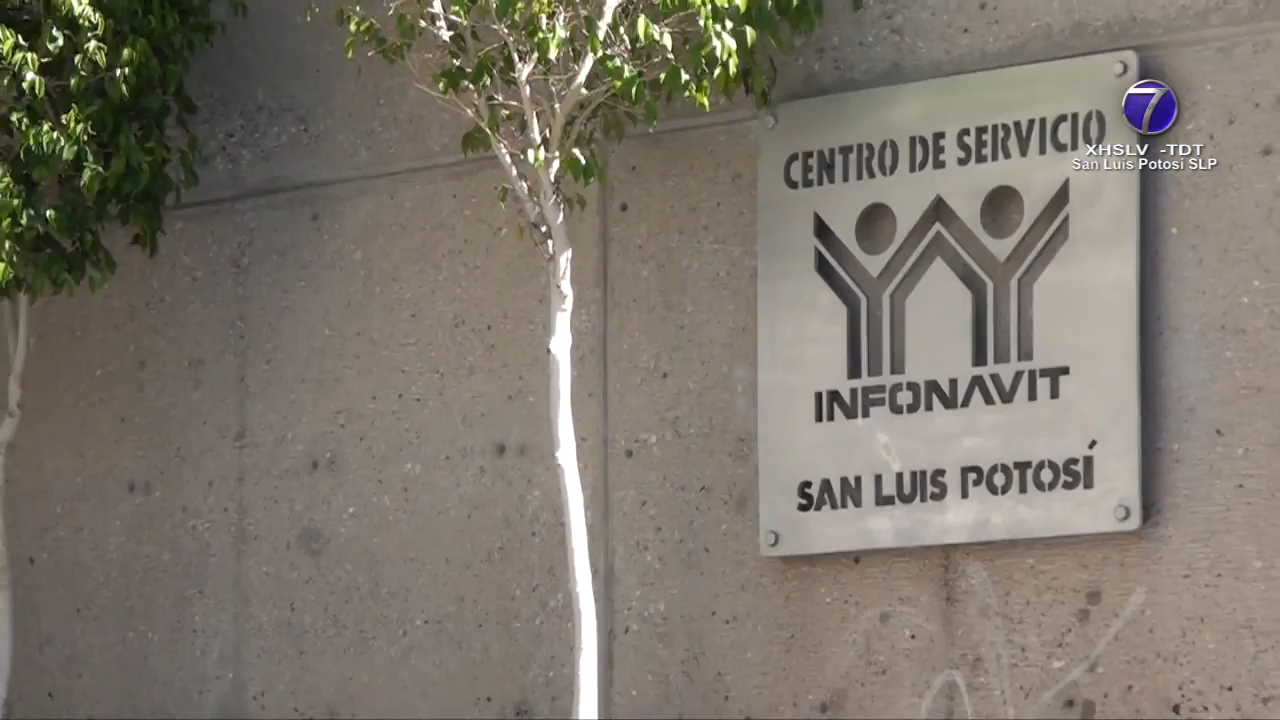 CENTRO DE SERVICIO
INFONAVIT
SAN LUIS POTOSÍ
7
XHSLV -TDT
San Luis Potosi SLP